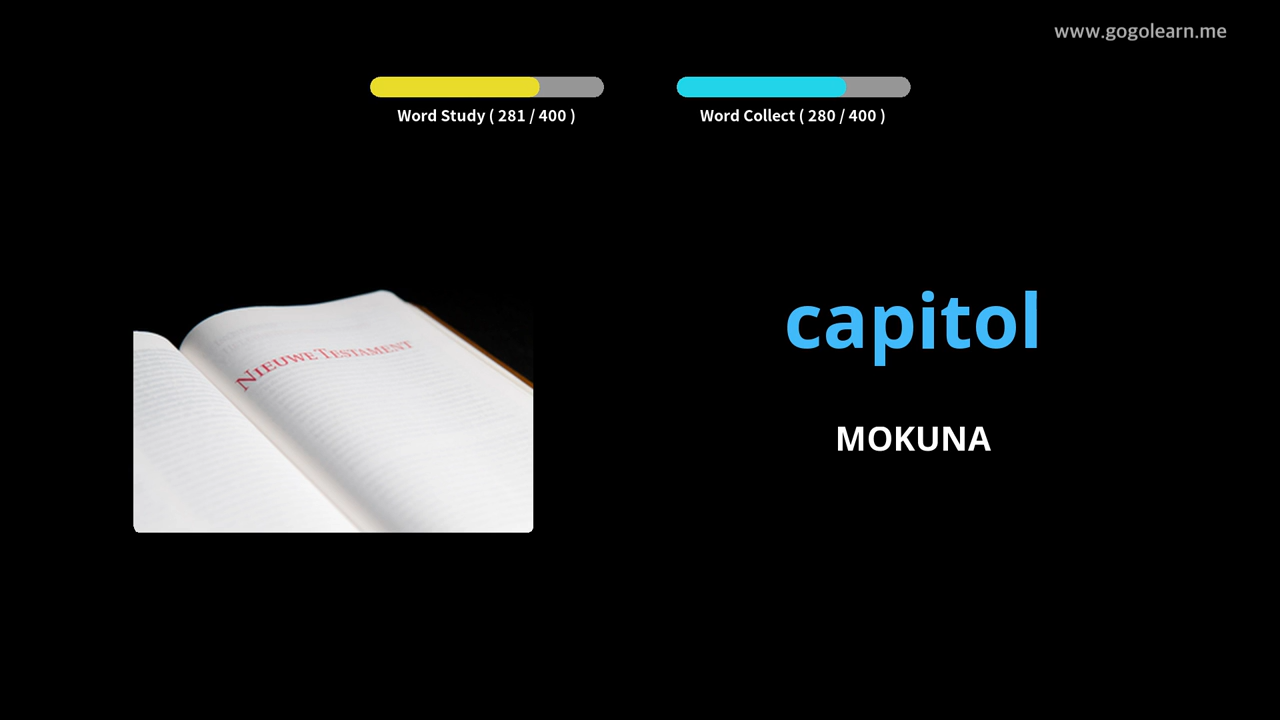 www.gogolearn.me
Word Study ( 281 / 400 )
Word Collect ( 280 / 400 )
NIEUWE TESTAMENT
capitol
MOKUNA